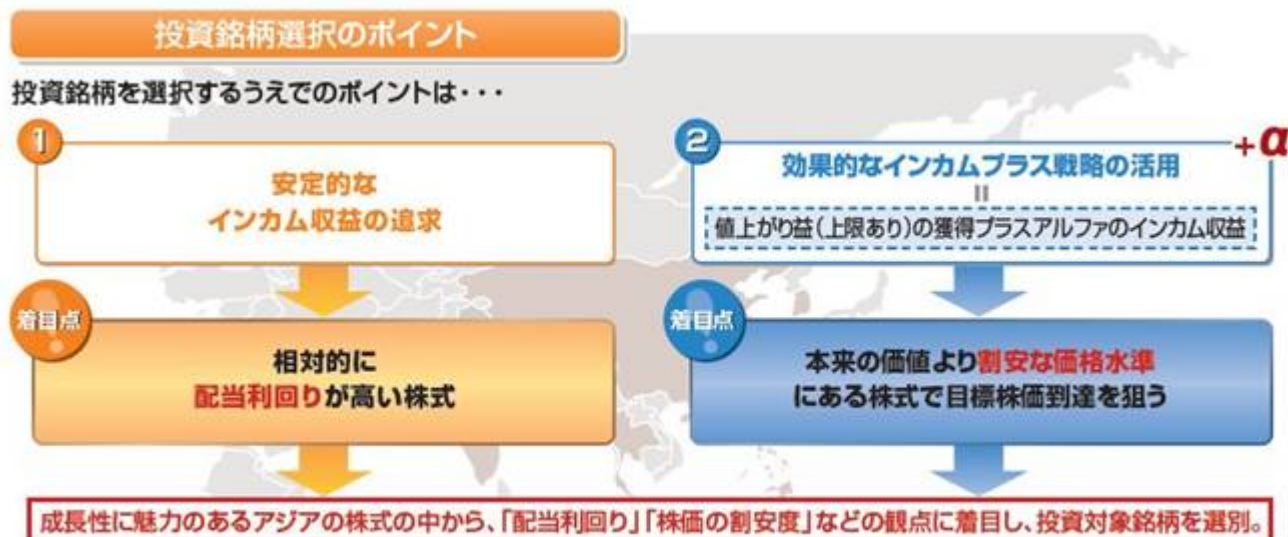 投資銘柄選択のポイント
投資銘柄を選択するうえでのポイントは・・・
1
安定的な
インカム収益の追求
着目点
相対的に
配当利回りが高い株式
2
+α
効果的なインカムプラス戦略の活用
=
値上がり益(上限あり)の獲得プラスアルファのインカム収益
着目点
本来の価値より割安な価格水準
にある株式で目標株価到達を狙う
成長性に魅力のあるアジアの株式の中から、「配当利回り」「株価の割安度」などの観点に着目し、投資対象銘柄を選別。